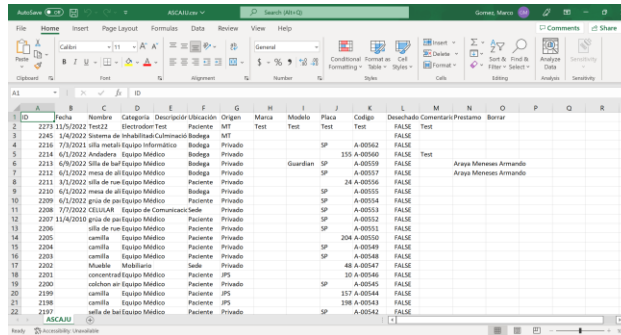 AutoSave Off ASCAJU.csv Search (Alt+Q) Gomez, Marco GM
File Home Insert Page Layout Formulas Data Review View Help Comments Share
Paste Calibri 11 General Conditional Formatting Format as Table Cell Styles Insert Delete Format Sort & Filter Find & Select Analyze Data Sensitivity
Clipboard Font Alignment Number Styles Cells Editing Analysis Sensitivity
A1 fx ID
A B C D E F G H I J K L M N O P Q R
1 ID Fecha Nombre Categoría Descripción Ubicación Origen Marca Modelo Placa Codigo Desechado Comentario Prestamo Borrar
2 2273 11/5/2022 Test22 Electrodom Test Paciente MT Test Test Test Test FALSE Test
3 2245 1/4/2022 Sistema de Inhabilitado Culminació Bodega MT FALSE
4 2216 7/3/2021 silla metali Equipo Informático Bodega Privado SP A-00562 FALSE
5 2214 6/1/2022 Andadera Equipo Médico Bodega Privado 155 A-00560 FALSE Test
6 2213 6/9/2022 Silla de bañ Equipo Médico Bodega Privado Guardian SP A-00559 FALSE Araya Meneses Armando
7 2212 6/1/2022 mesa de ali Equipo Médico Bodega Privado SP A-00557 FALSE Araya Meneses Armando
8 2211 3/1/2022 silla de rue Equipo Médico Paciente Privado 24 A-00556 FALSE
9 2210 6/1/2022 mesa de ali Equipo Médico Bodega Privado SP A-00555 FALSE
10 2209 6/1/2022 grúa de pac Equipo Médico Paciente Privado SP A-00554 FALSE
11 2208 7/7/2022 CELULAR Equipo de Comunicació Sede Privado SP A-00553 FALSE
12 2207 11/4/2010 grúa de pac Equipo Médico Paciente Privado SP A-00552 FALSE
13 2206 silla de rue Equipo Médico Paciente Privado SP A-00551 FALSE
14 2205 camilla Equipo Médico Paciente Privado 204 A-00550 FALSE
15 2204 camilla Equipo Médico Paciente Privado SP A-00549 FALSE
16 2203 camilla Equipo Médico Paciente Privado SP A-00548 FALSE
17 2202 Mueble Mobiliario Sede Privado 48 A-00547 FALSE
18 2201 concentrad Equipo Médico Paciente JPS 10 A-00546 FALSE
19 2200 colchon air Equipo Médico Paciente Privado SP A-00545 FALSE
20 2199 camilla Equipo Médico Paciente JPS 157 A-00544 FALSE
21 2198 camilla Equipo Médico Paciente JPS 198 A-00543 FALSE
22 2197 Equipo Médico Paciente Privado SP A-00542 FALSE
ASCAJU
Ready Accessibility: Unavailable